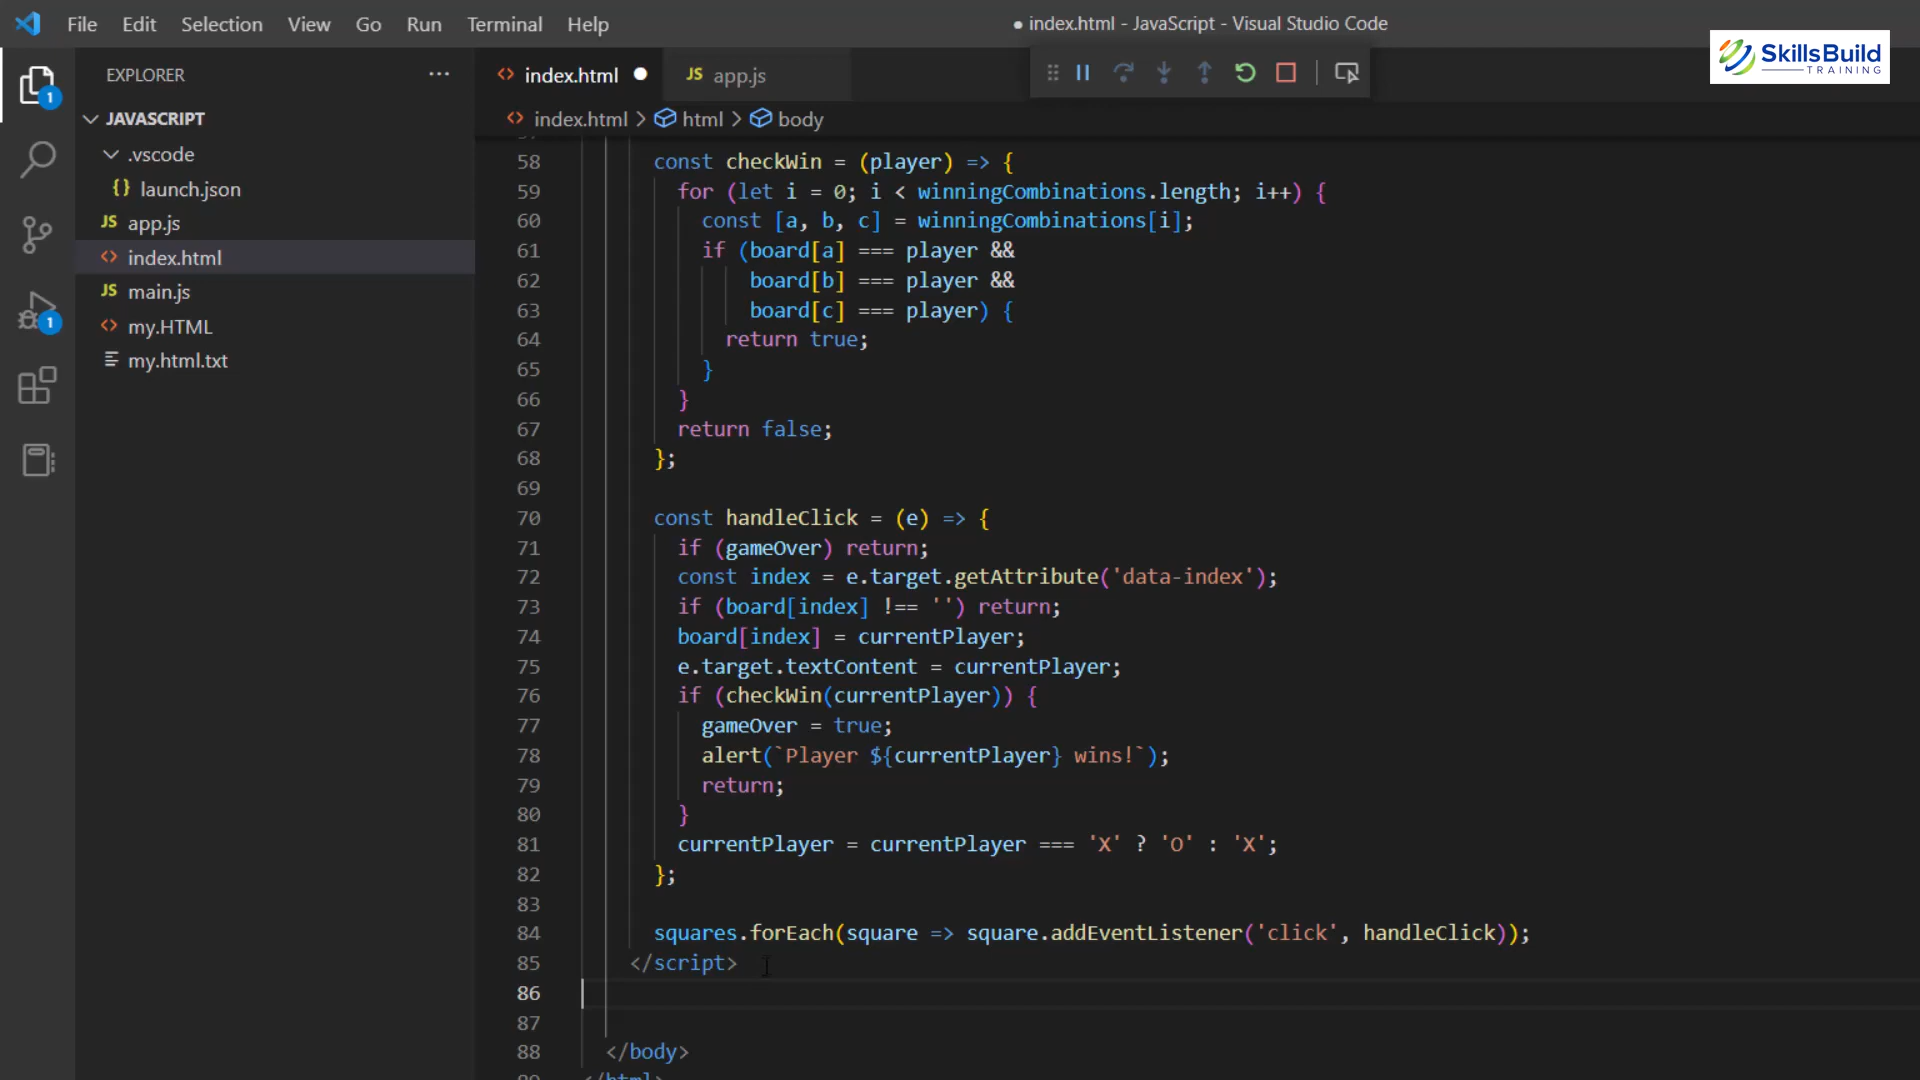 File Edit Selection View Go Run Terminal Help
● index.html - JavaScript - Visual Studio Code
SkillsBuild
TRAINING
EXPLORER
index.html
JS app.js
JAVASCRIPT
.vscode
{} launch.json
JS app.js
<> index.html
JS main.js
<> my.HTML
my.html.txt
1
1
<> index.html > html > body
58 const checkWin = (player) => {
59 for (let i = 0; i < winningCombinations.length; i++) {
60 const [a, b, c] = winningCombinations[i];
61 if (board[a] === player &&
62 board[b] === player &&
63 board[c] === player) {
64 return true;
65 }
66 }
67 return false;
68 };
69
70 const handleClick = (e) => {
71 if (gameOver) return;
72 const index = e.target.getAttribute('data-index');
73 if (board[index] !== '') return;
74 board[index] = currentPlayer;
75 e.target.textContent = currentPlayer;
76 if (checkWin(currentPlayer)) {
77 gameOver = true;
78 alert(`Player ${currentPlayer} wins!`);
79 return;
80 }
81 currentPlayer = currentPlayer === 'X' ? 'O' : 'X';
82 };
83
84 squares.forEach(square => square.addEventListener('click', handleClick));
85 </script>
86
87
88 </body>